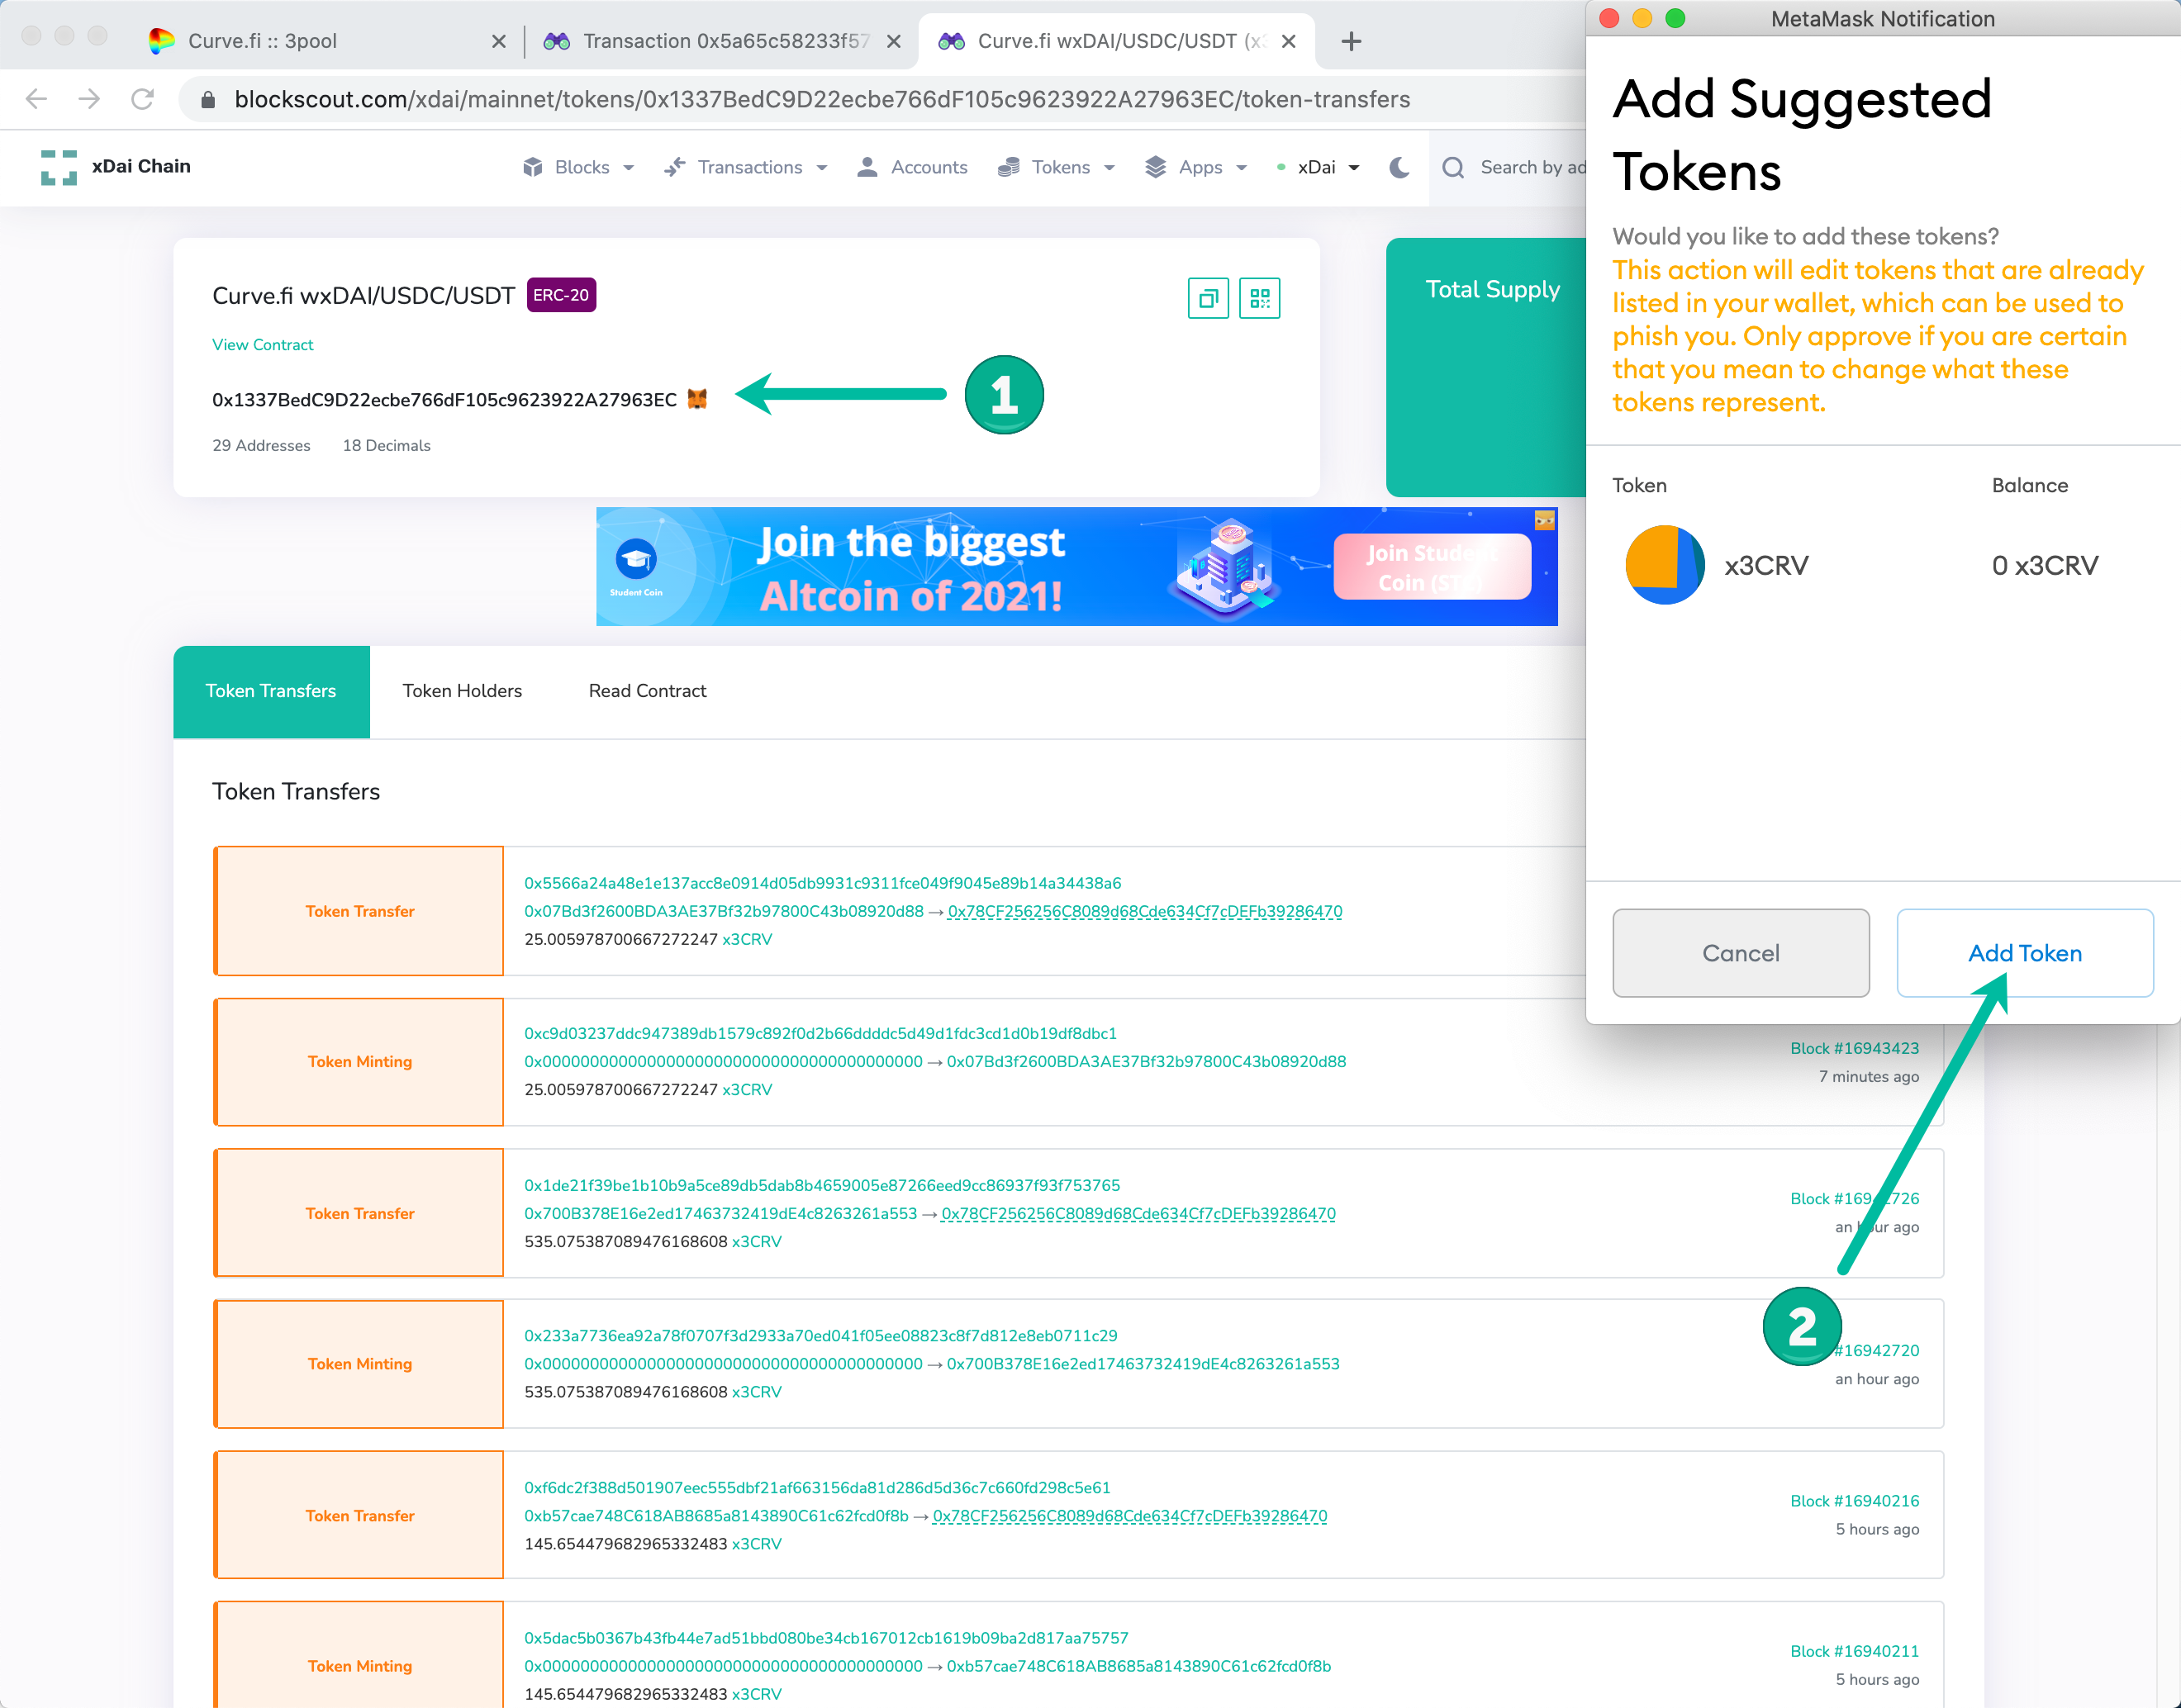 Curve.fi :: 3pool
Transaction 0x5a65c58233f57
Curve.fi wxDAI/USDC/USDT (x3
MetaMask Notification
blockscout.com/xdai/mainnet/tokens/0x1337BedC9D22ecbe766dF105c9623922A27963EC/token-transfers
xDai Chain
Blocks
Transactions
Accounts
Tokens
Apps
xDai
Search by ad
Curve.fi wxDAI/USDC/USDT ERC-20
View Contract
0x1337BedC9D22ecbe766dF105c9623922A27963EC
1
29 Addresses 18 Decimals
Total Supply
Student Coin
Join the biggest
Altcoin of 2021!
Join Student
Coin (STC)
Token Transfers
Token Holders
Read Contract
Token Transfers
Token Transfer
0x5566a24a48e1e137acc8e0914d05db9931c9311fce049f9045e89b14a34438a6
0x07Bd3f2600BDA3AE37Bf32b97800C43b08920d88 → 0x78CF256256C8089d68Cde634Cf7cDEFb39286470
25.005978700667272247 x3CRV
Token Minting
0xc9d03237ddc947389db1579c892f0d2b66ddddc5d49d1fdc3cd1d0b19df8dbc1
0x0000000000000000000000000000000000000000 → 0x07Bd3f2600BDA3AE37Bf32b97800C43b08920d88
25.005978700667272247 x3CRV
Block #16943423
7 minutes ago
Token Transfer
0x1de21f39be1b10b9a5ce89db5dab8b4659005e87266eed9cc86937f93f753765
0x700B378E16e2ed17463732419dE4c8263261a553 → 0x78CF256256C8089d68Cde634Cf7cDEFb39286470
535.075387089476168608 x3CRV
Block
an hour ago
Token Minting
0x233a7736ea92a78f0707f3d2933a70ed041f05ee08823c8f7d812e8eb0711c29
0x0000000000000000000000000000000000000000 → 0x700B378E16e2ed17463732419dE4c8263261a553
535.075387089476168608 x3CRV
2
#16942720
an hour ago
Token Transfer
0xf6dc2f388d501907eec555dbf21af663156da81d286d5d36c7c660fd298c5e61
0xb57cae748C618AB8685a8143890C61c62fcd0f8b → 0x78CF256256C8089d68Cde634Cf7cDEFb39286470
145.654479682965332483 x3CRV
Block #16940216
5 hours ago
Token Minting
0x5dac5b0367b43fb44e7ad51bbd080be34cb167012cb1619b09ba2d817aa75757
0x0000000000000000000000000000000000000000 → 0xb57cae748C618AB8685a8143890C61c62fcd0f8b
145.654479682965332483 x3CRV
Block #16940211
5 hours ago
Add Suggested
Tokens
Would you like to add these tokens?
This action will edit tokens that are already
listed in your wallet, which can be used to
phish you. Only approve if you are certain
that you mean to change what these
tokens represent.
Token Balance
x3CRV 0 x3CRV
Cancel
Add Token